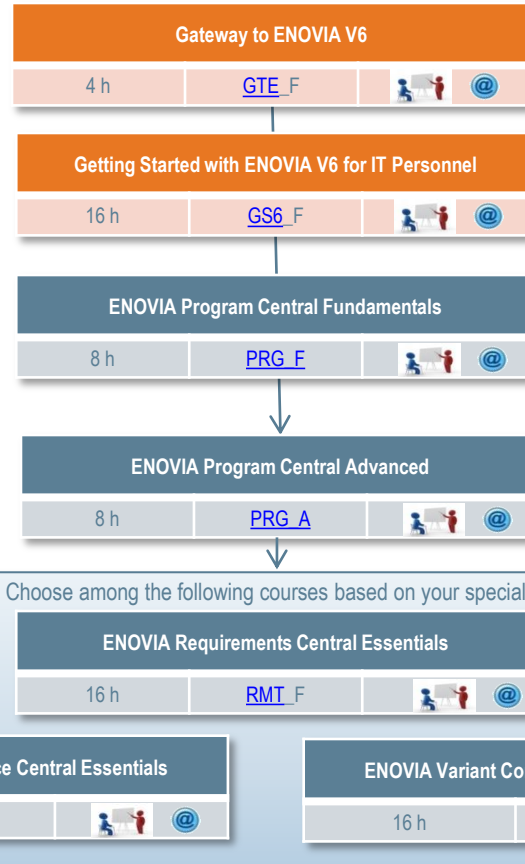 Gateway to ENOVIA V6
4 h GTE_F @
Getting Started with ENOVIA V6 for IT Personnel
16 h GS6_F @
ENOVIA Program Central Fundamentals
8 h PRG_F @
ENOVIA Program Central Advanced
8 h PRG_A @
Choose among the following courses based on your special
ENOVIA Requirements Central Essentials
16 h RMT_F @
Central Essentials ENOVIA Variant
@ 16 h